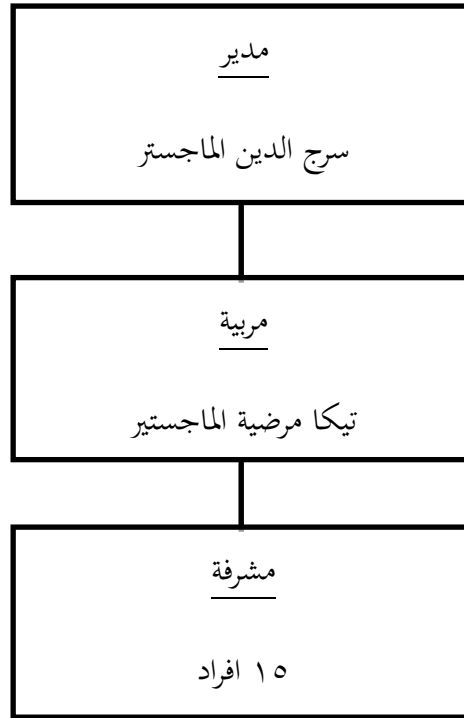 مدير
سرج الدين الماجستر
مربية
تيكا مرضية الماجستير
مشرفة
١٥ افراد